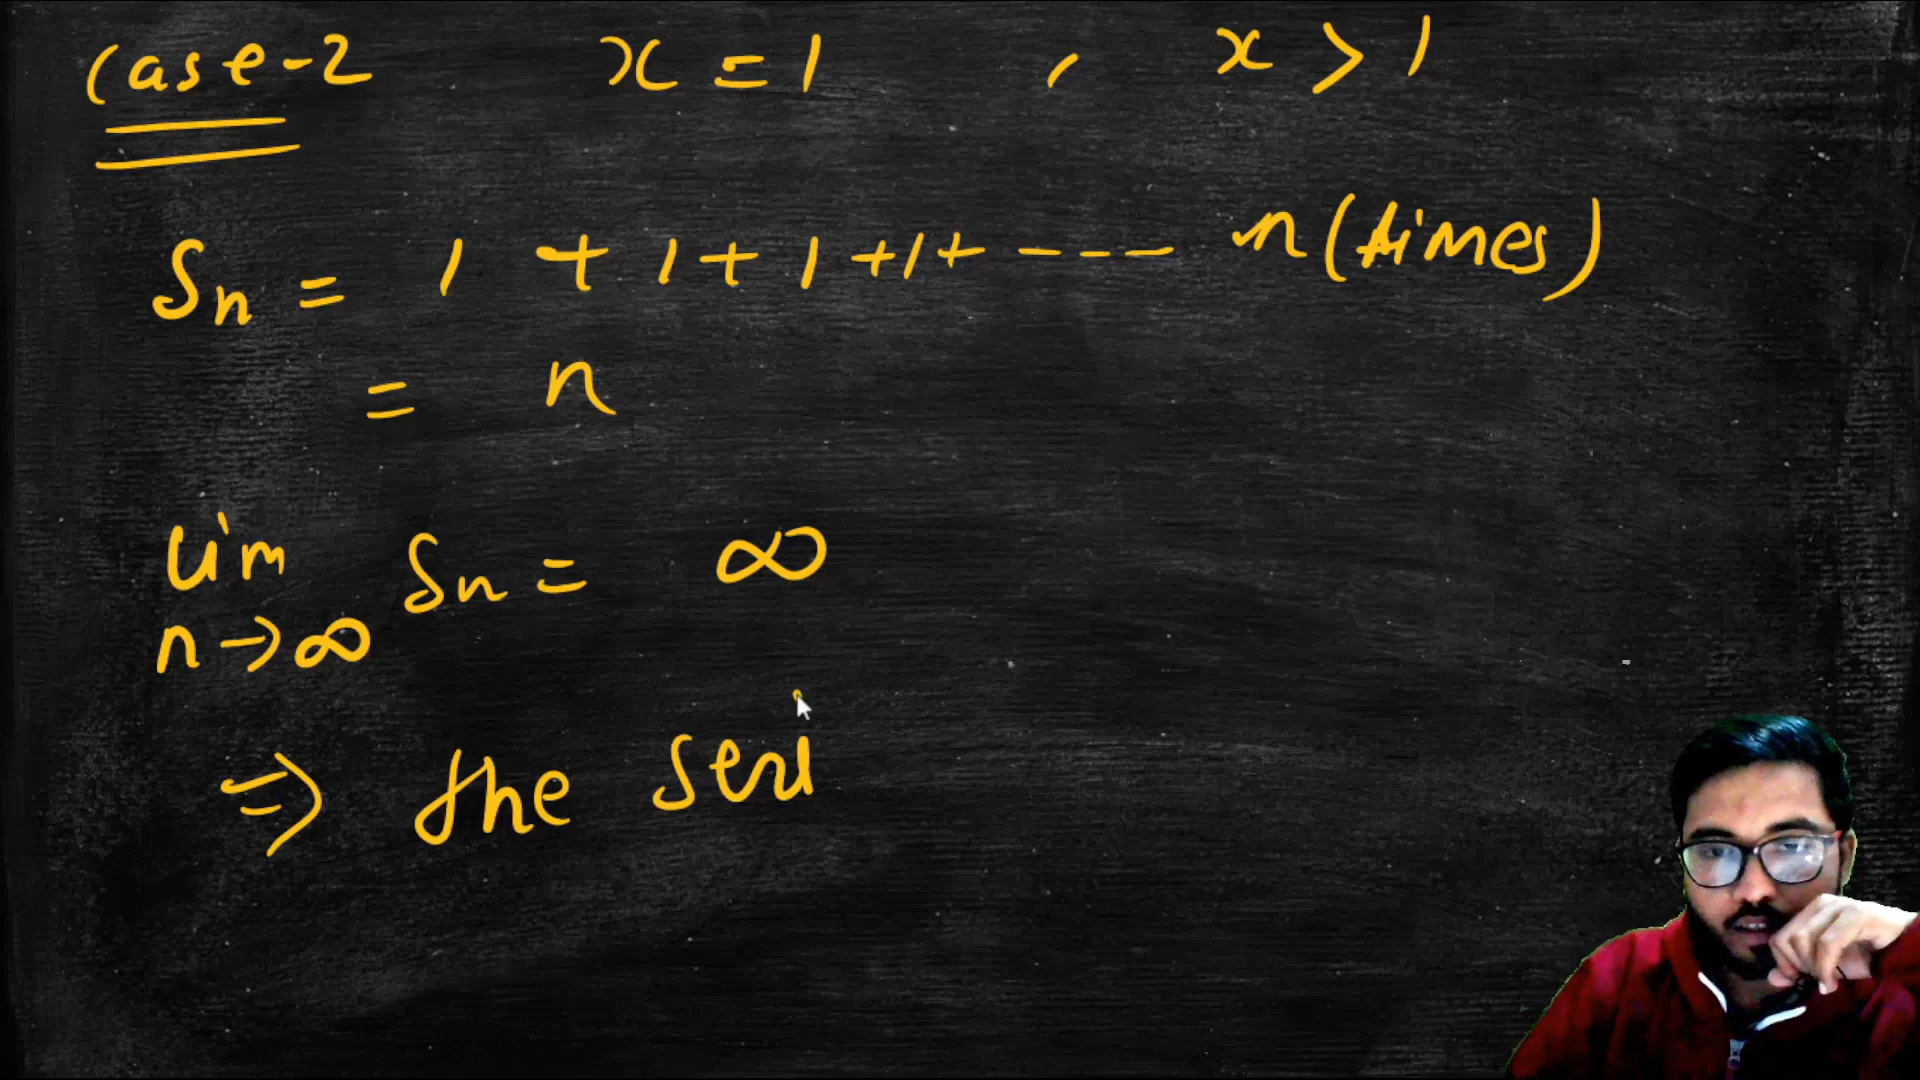 Case-2 x = 1 , x > 1
Sn = 1 + 1 + 1 + 1 + --- n (times)
= n
lim Sn = ∞
n → ∞
⇒ the seri